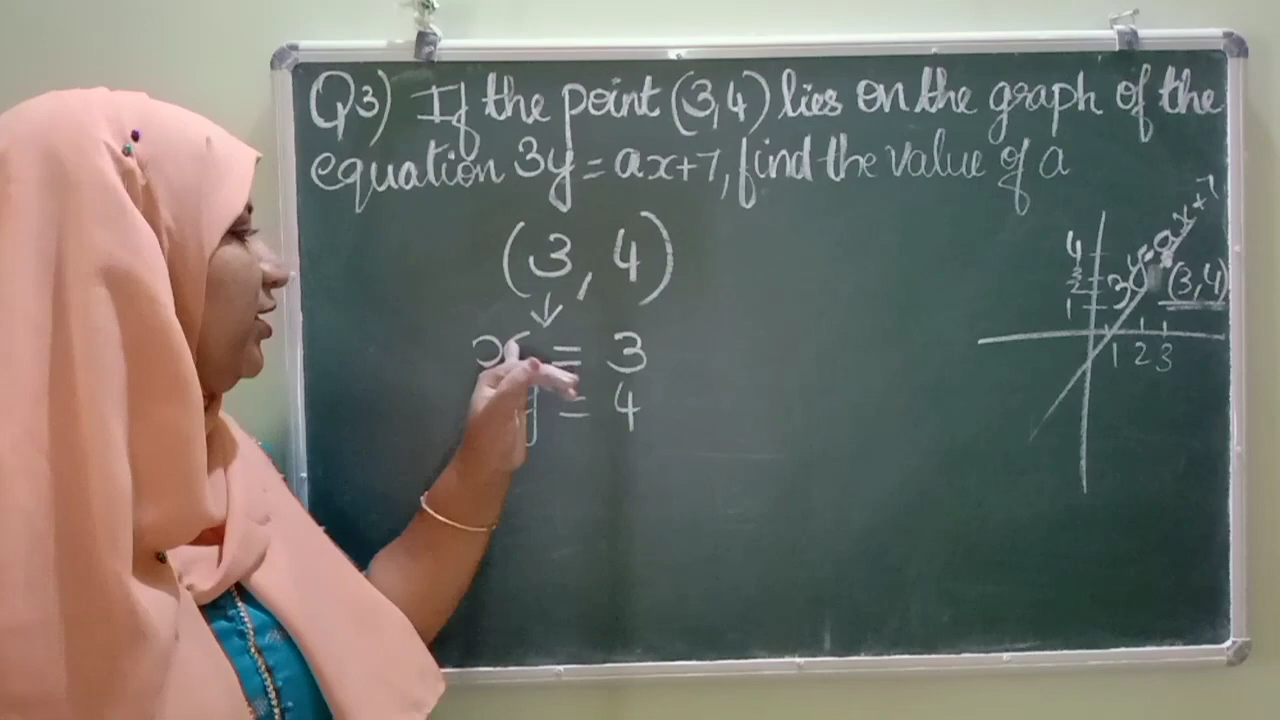 Q3) If the point (3,4) lies on the graph of the
equation 3y = ax+7, find the value of a
(3, 4)
↓
x = 3
y = 4
3y = ax+7
4
3
2
1
(3,4)
1 2 3